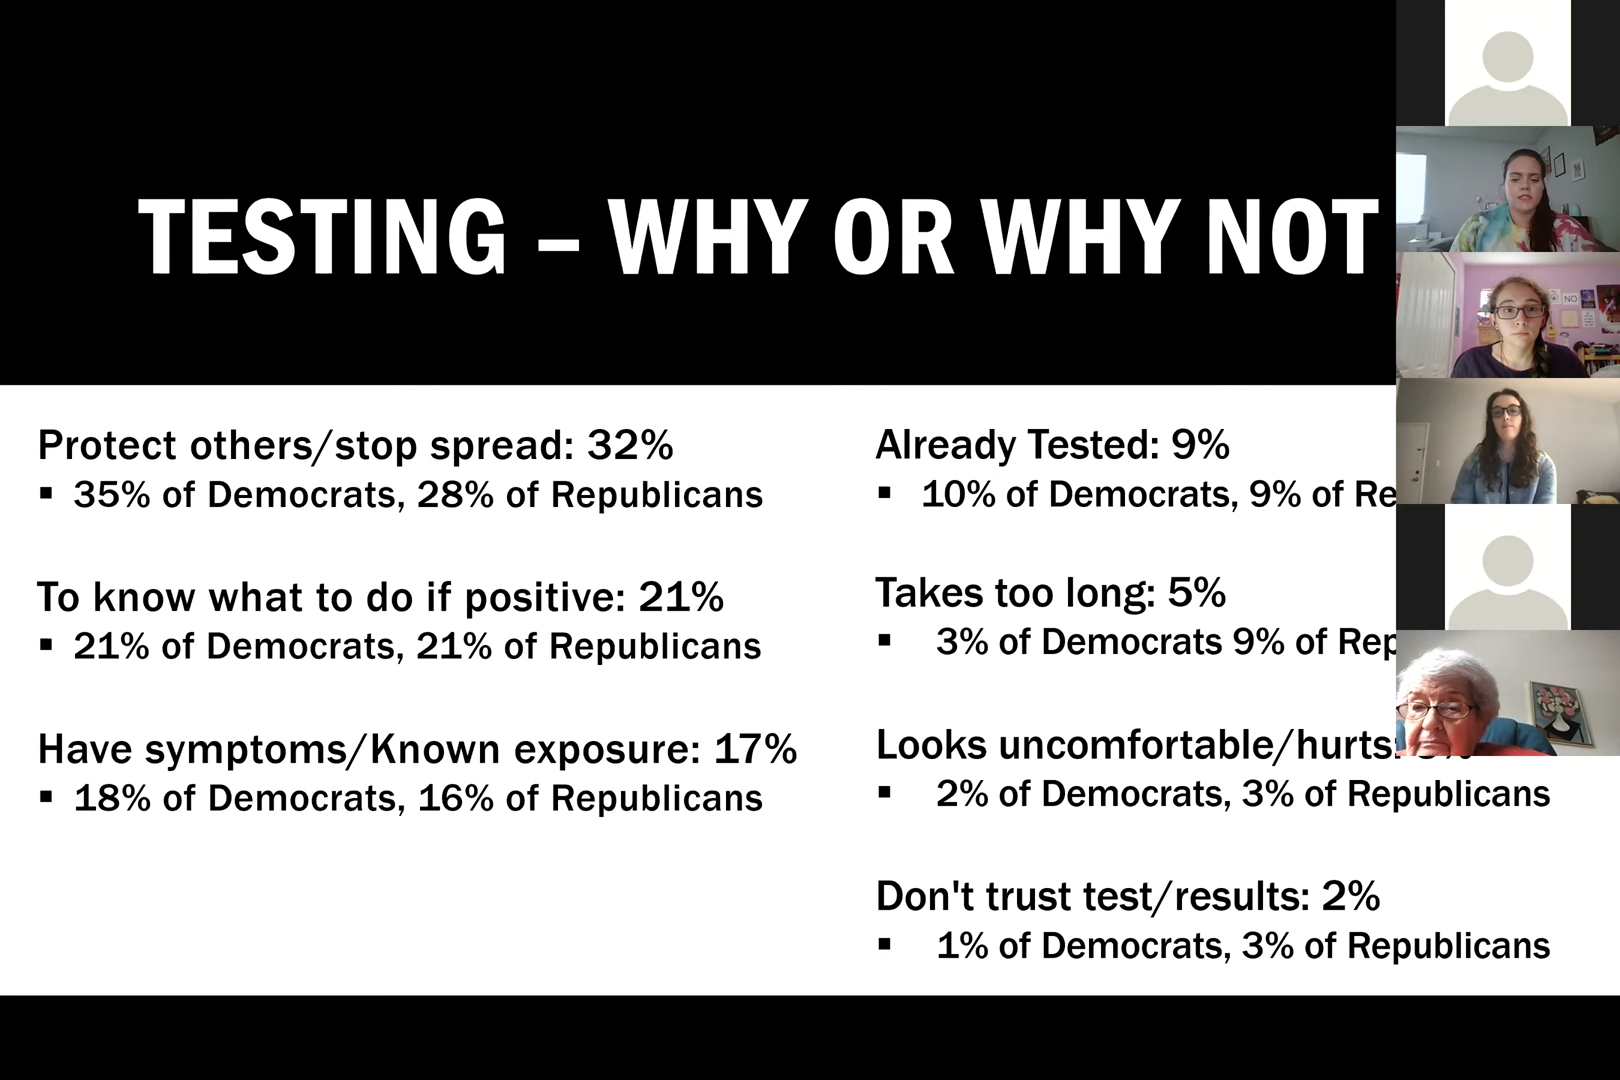 TESTING – WHY OR WHY NOT
Protect others/stop spread: 32%
▪ 35% of Democrats, 28% of Republicans
To know what to do if positive: 21%
▪ 21% of Democrats, 21% of Republicans
Have symptoms/Known exposure: 17%
▪ 18% of Democrats, 16% of Republicans
Already Tested: 9%
▪ 10% of Democrats, 9% of Re
Takes too long: 5%
▪ 3% of Democrats 9% of Rep
Looks uncomfortable/hurts:
▪ 2% of Democrats, 3% of Republicans
Don't trust test/results: 2%
▪ 1% of Democrats, 3% of Republicans
NO